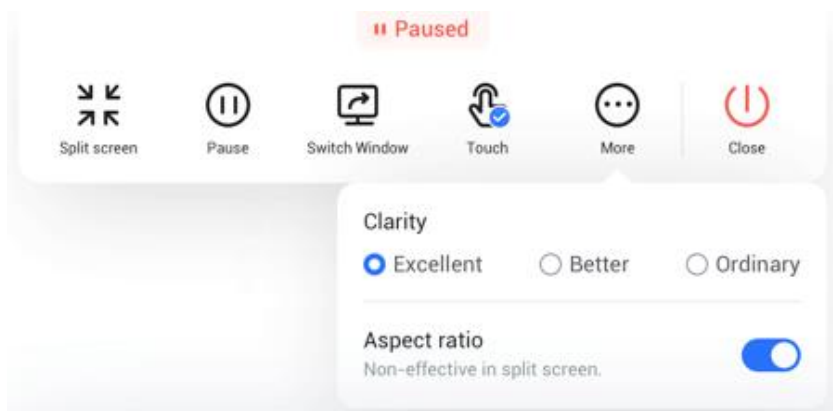 Paused
Split screen
Pause
Switch Window
Touch
More
Close
Clarity
Excellent
Better
Ordinary
Aspect ratio
Non-effective in split screen.